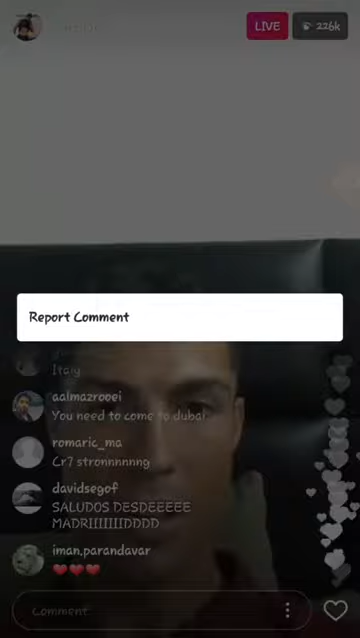 LIVE
226k
Report Comment
Italy
aalmazrooei
You need to come to dubai
romaric_ma
Cr7 stronnnnng
davidsegof
SALUDOS DESDEEEEE
MADRIIIIIIIDDDD
iman.parandavar
❤❤❤
Comment